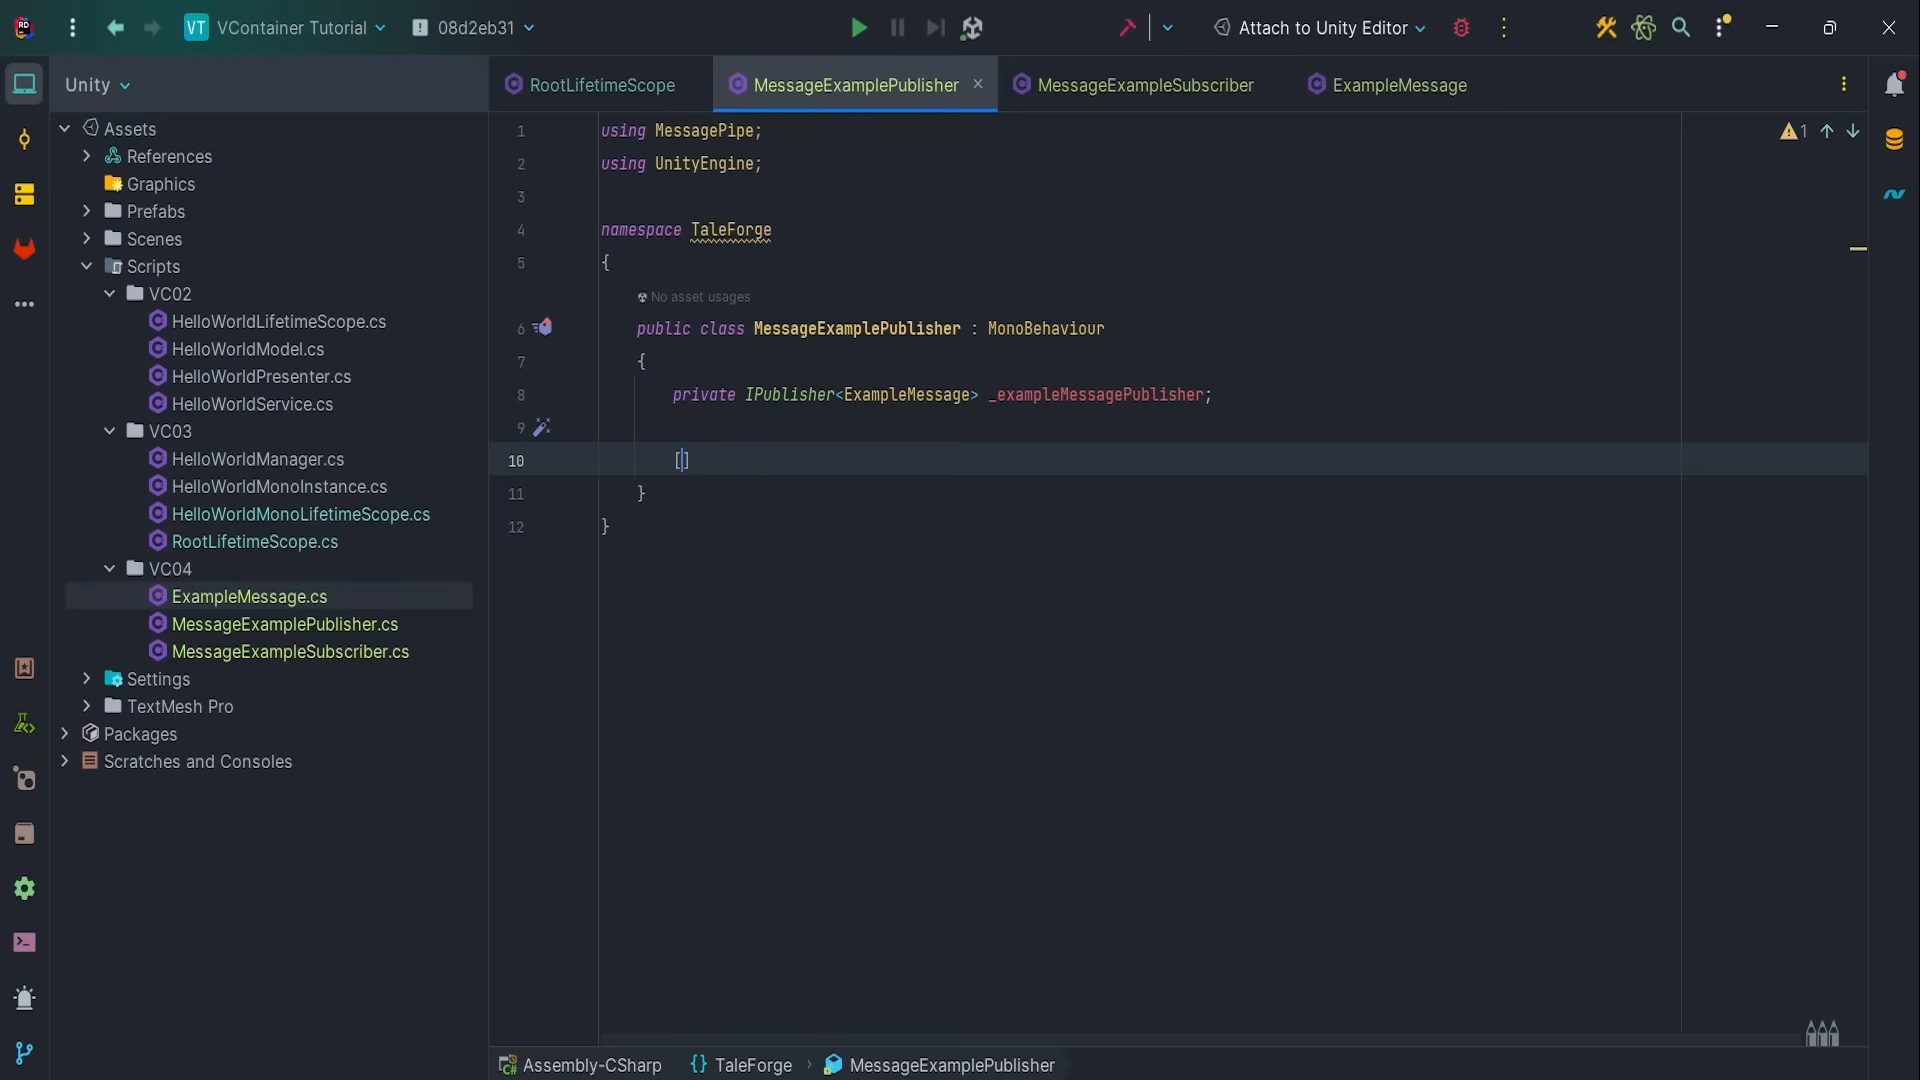 VT VContainer Tutorial
08d2eb31
Attach to Unity Editor
Unity
RootLifetimeScope
MessageExamplePublisher
MessageExampleSubscriber
ExampleMessage
Assets
References
Graphics
Prefabs
Scenes
Scripts
VC02
HelloWorldLifetimeScope.cs
HelloWorldModel.cs
HelloWorldPresenter.cs
HelloWorldService.cs
VC03
HelloWorldManager.cs
HelloWorldMonoInstance.cs
HelloWorldMonoLifetimeScope.cs
RootLifetimeScope.cs
VC04
ExampleMessage.cs
MessageExamplePublisher.cs
MessageExampleSubscriber.cs
Settings
TextMesh Pro
Packages
Scratches and Consoles
1 using MessagePipe;
2 using UnityEngine;
3
4 namespace TaleForge
5 {
No asset usages
6 public class MessageExamplePublisher : MonoBehaviour
7 {
8 private IPublisher<ExampleMessage> _exampleMessagePublisher;
9
10 []
11 }
12 }
1
Assembly-CSharp
{} TaleForge
MessageExamplePublisher